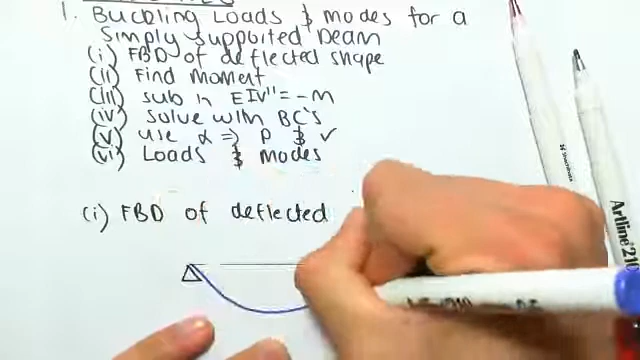 1. Buckling Loads & modes for a
Simply supported beam
(i) FBD of deflected shape
(ii) Find moment
(iii) sub in EIV" = -M
(iv) solve with BC's
(v) use α => P & v
(vi) Loads & modes
(i) FBD of deflected
Artline 210